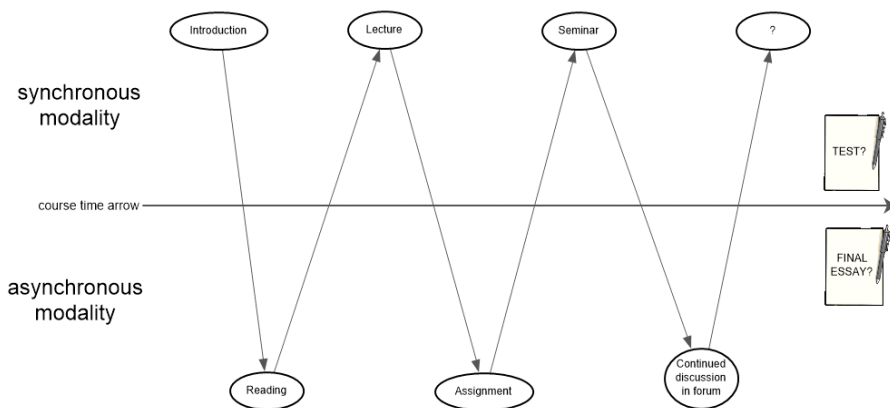 Introduction
Lecture
Seminar
?
synchronous
modality
TEST?
course time arrow
FINAL
ESSAY?
asynchronous
modality
Reading
Assignment
Continued
discussion
in forum